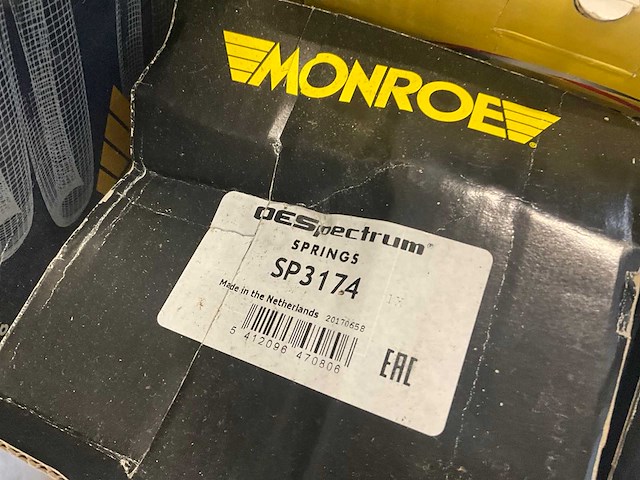 MONROE
OESpectrum
SPRINGS
SP3174
Made in the Netherlands 20170658
5 412096 470806
EAC